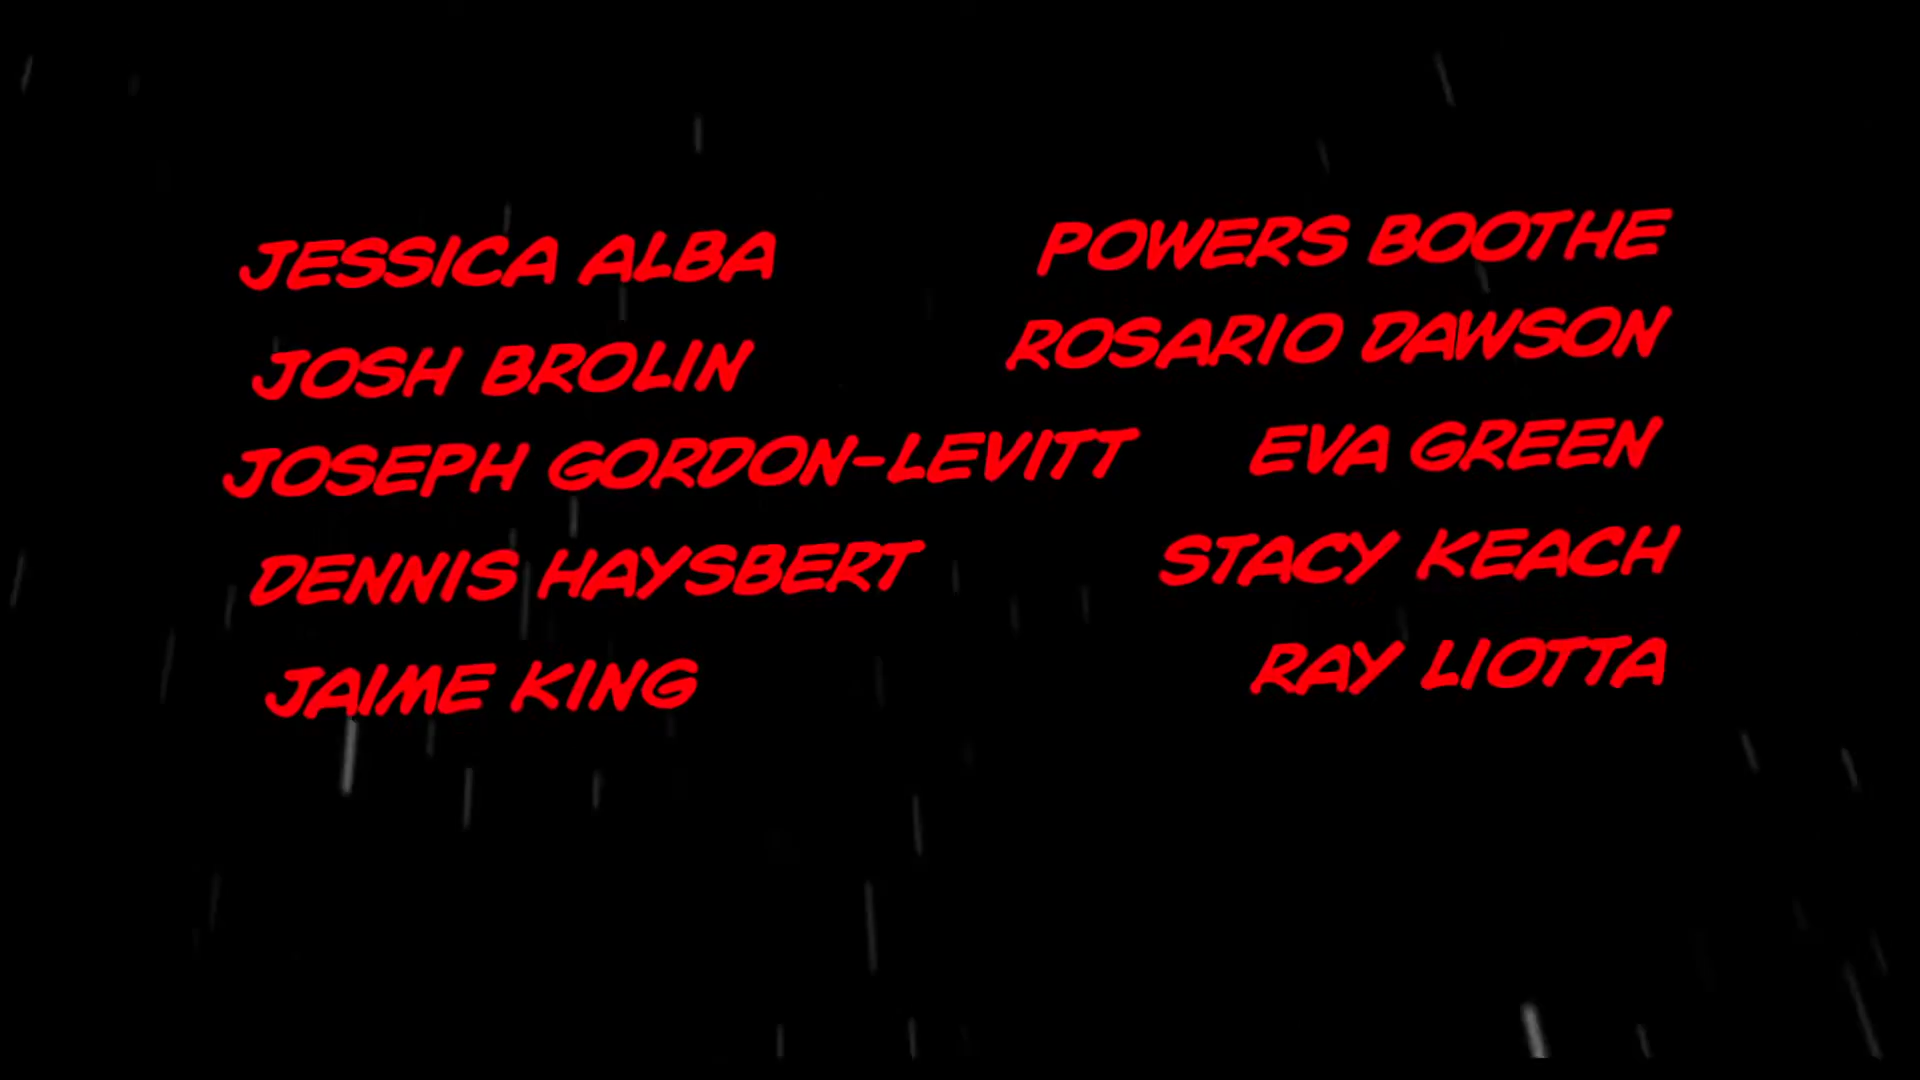 JESSICA ALBA
JOSH BROLIN
JOSEPH GORDON-LEVITT
DENNIS HAYSBERT
JAIME KING
POWERS BOOTHE
ROSARIO DAWSON
EVA GREEN
STACY KEACH
RAY LIOTTA